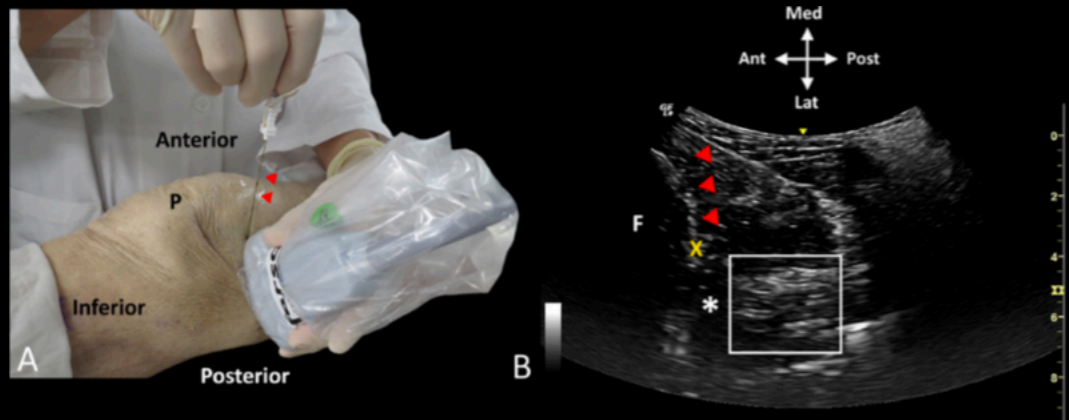 Anterior
P
Inferior
A
Posterior
Med
Ant
Post
Lat
0
2
F
X
4
*
6
8
B